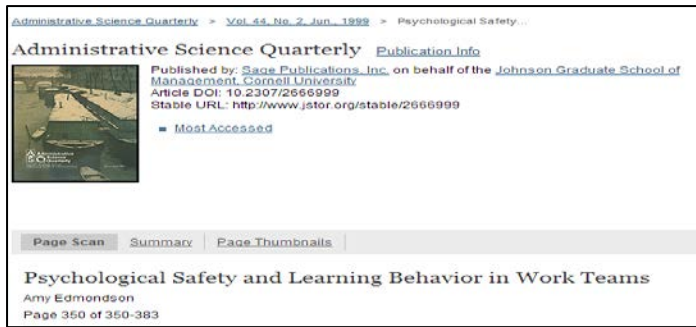 Administrative Science Quarterly > Vol. 44, No. 2, Jun., 1999 > Psychological Safety...
Administrative Science Quarterly Publication Info
Published by: Sage Publications, Inc. on behalf of the Johnson Graduate School of
Management, Cornell University
Article DOI: 10.2307/2666999
Stable URL: http://www.jstor.org/stable/2666999
Most Accessed
Administrative
Science
Quarterly
Page Scan Summary Page Thumbnails
Psychological Safety and Learning Behavior in Work Teams
Amy Edmondson
Page 350 of 350-383